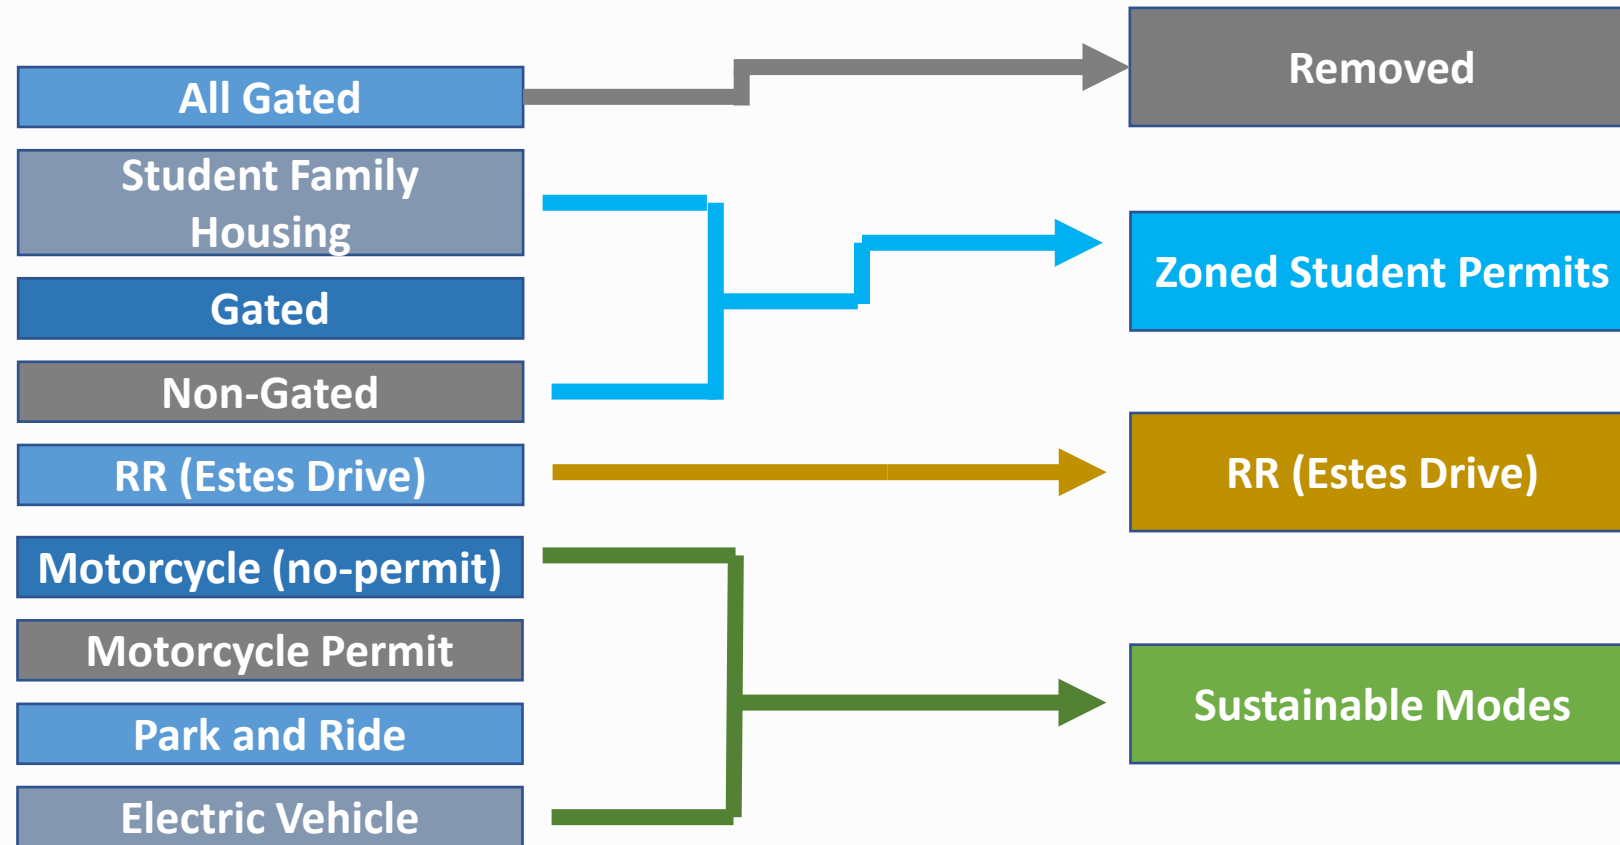 All Gated
Student Family
Housing
Gated
Non-Gated
RR (Estes Drive)
Motorcycle (no-permit)
Motorcycle Permit
Park and Ride
Electric Vehicle
Removed
Zoned Student Permits
RR (Estes Drive)
Sustainable Modes